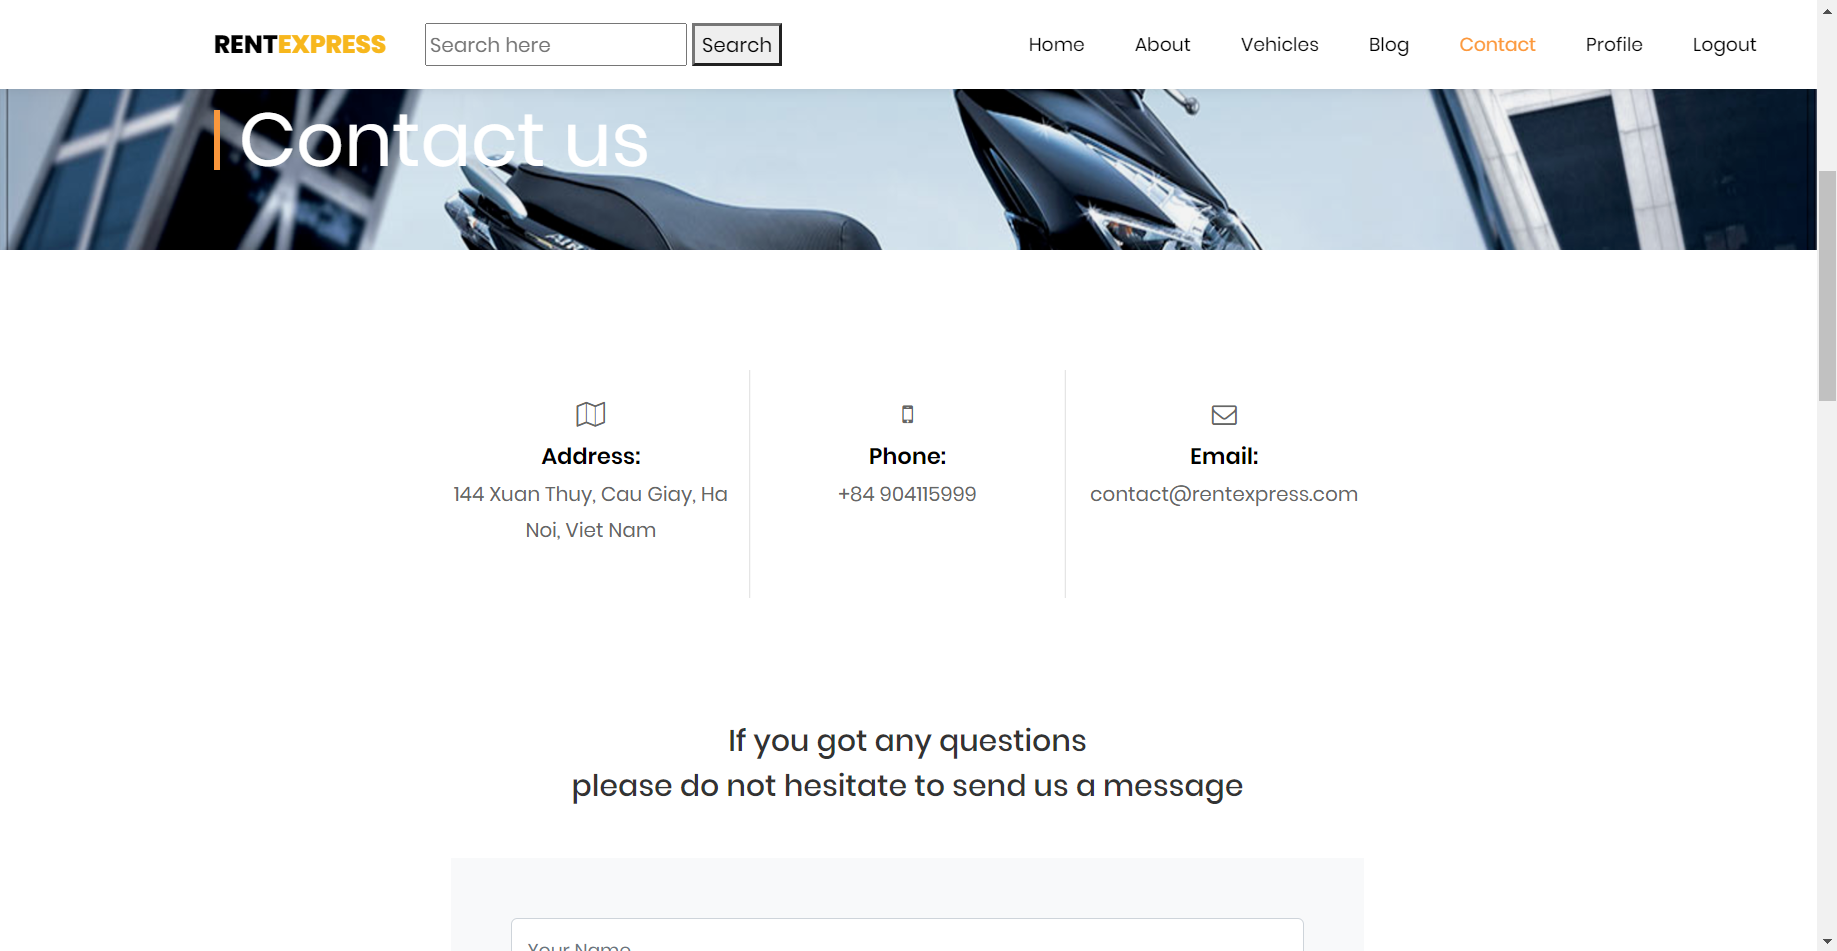 RENTEXPRESS
Search here
Search
Home
About
Vehicles
Blog
Contact
Profile
Logout
Contact us
Address:
144 Xuan Thuy, Cau Giay, Ha
Noi, Viet Nam
Phone:
+84 904115999
Email:
contact@rentexpress.com
If you got any questions
please do not hesitate to send us a message
Your Name